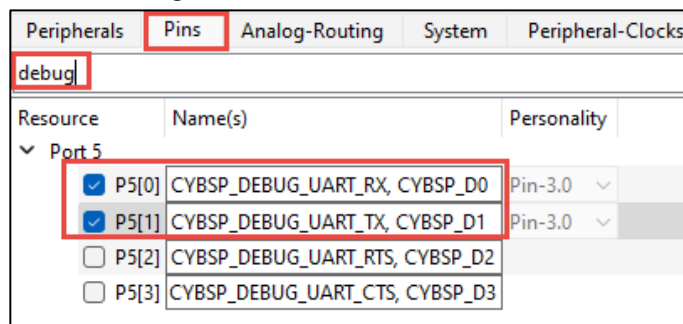 Peripherals Pins Analog-Routing System Peripheral-Clocks
debug
Resource Name(s) Personality
Port 5
P5[0] CYBSP_DEBUG_UART_RX, CYBSP_D0 Pin-3.0
P5[1] CYBSP_DEBUG_UART_TX, CYBSP_D1 Pin-3.0
P5[2] CYBSP_DEBUG_UART_RTS, CYBSP_D2
P5[3] CYBSP_DEBUG_UART_CTS, CYBSP_D3